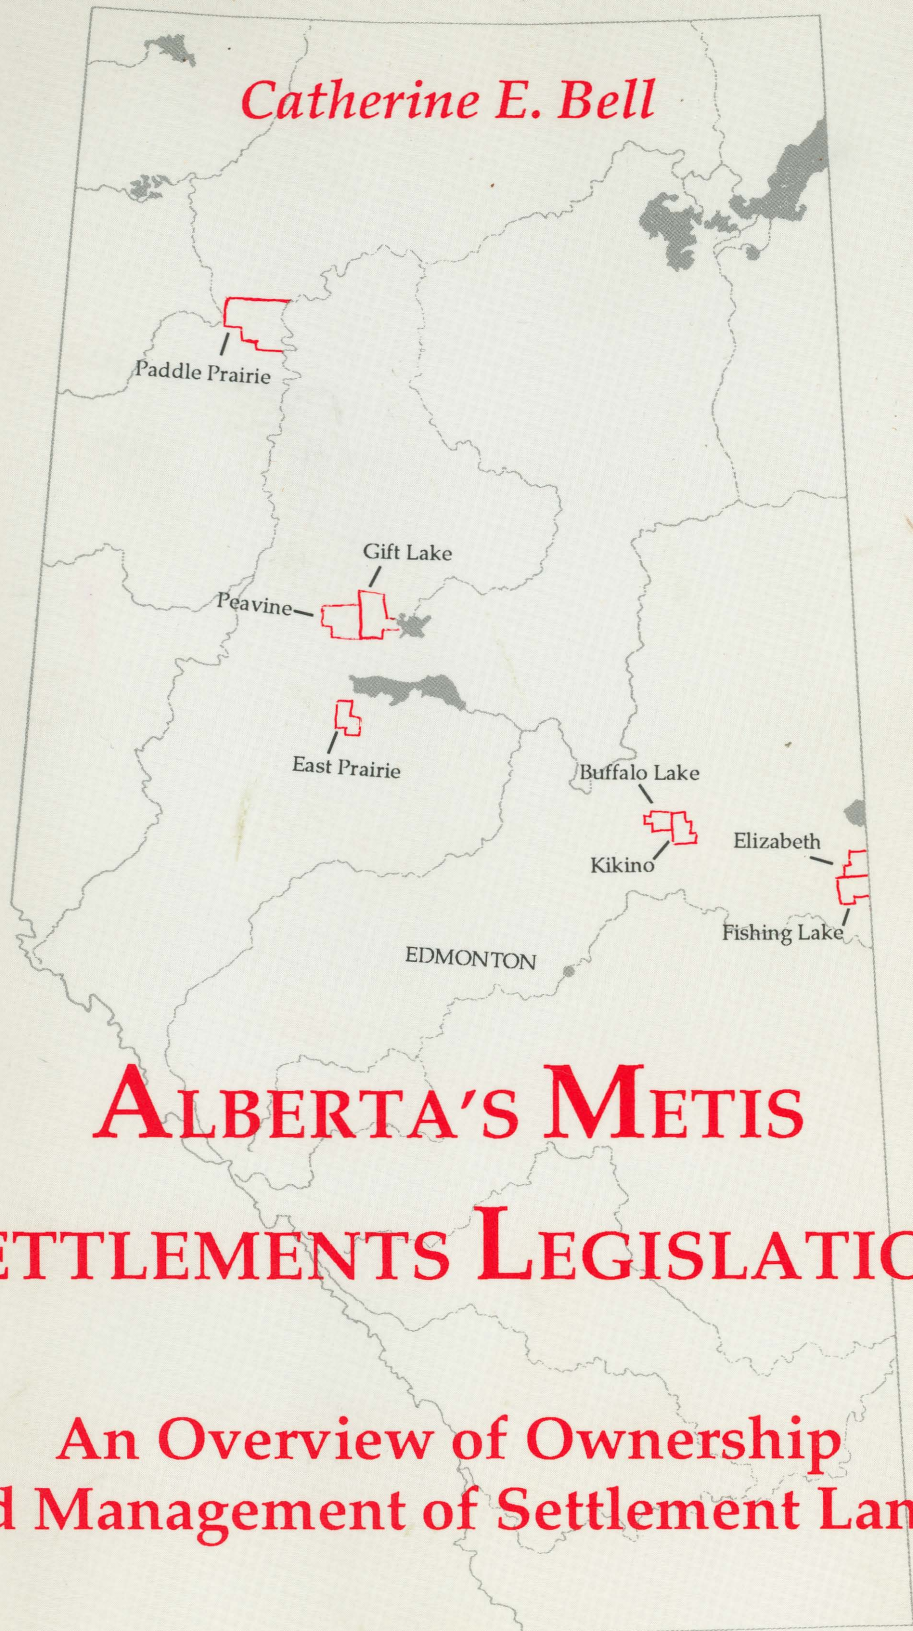 Catherine E. Bell
Paddle Prairie
Gift Lake
Peavine
East Prairie
Buffalo Lake
Elizabeth
Kikino
Fishing Lake
EDMONTON
ALBERTA'S METIS
ETTLEMENTS LEGISLATIO
An Overview of Ownership
d Management of Settlement Lan